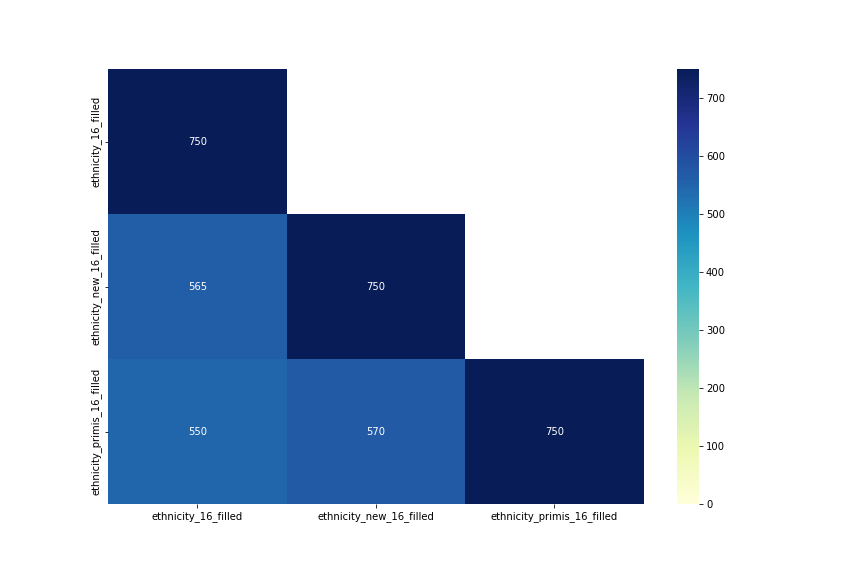 ethnicity_16_filled
750
ethnicity_new_16_filled
565
750
ethnicity_primis_16_filled
550
570
750
ethnicity_16_filled
ethnicity_new_16_filled
ethnicity_primis_16_filled
700
600
500
400
300
200
100
0